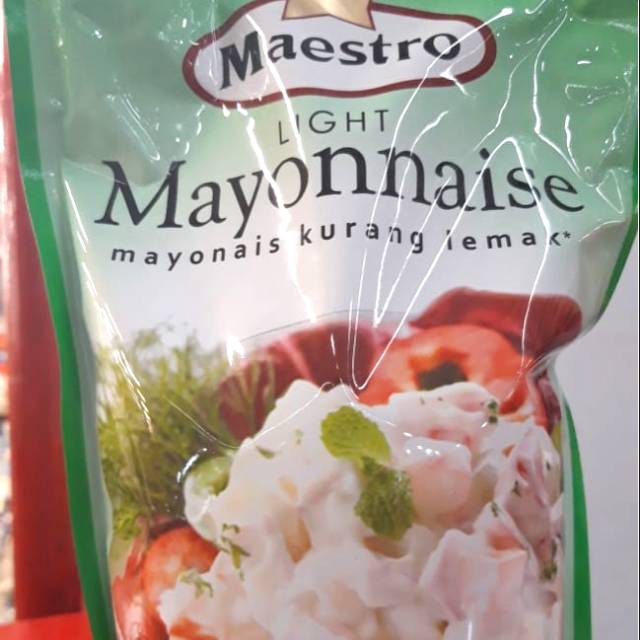 Maestro
LIGHT
Mayonnaise
mayonais kurang lemak*